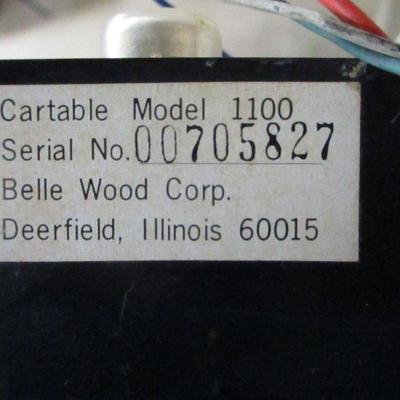 Cartable Model 1100
Serial No. 00705827
Belle Wood Corp.
Deerfield, Illinois 60015